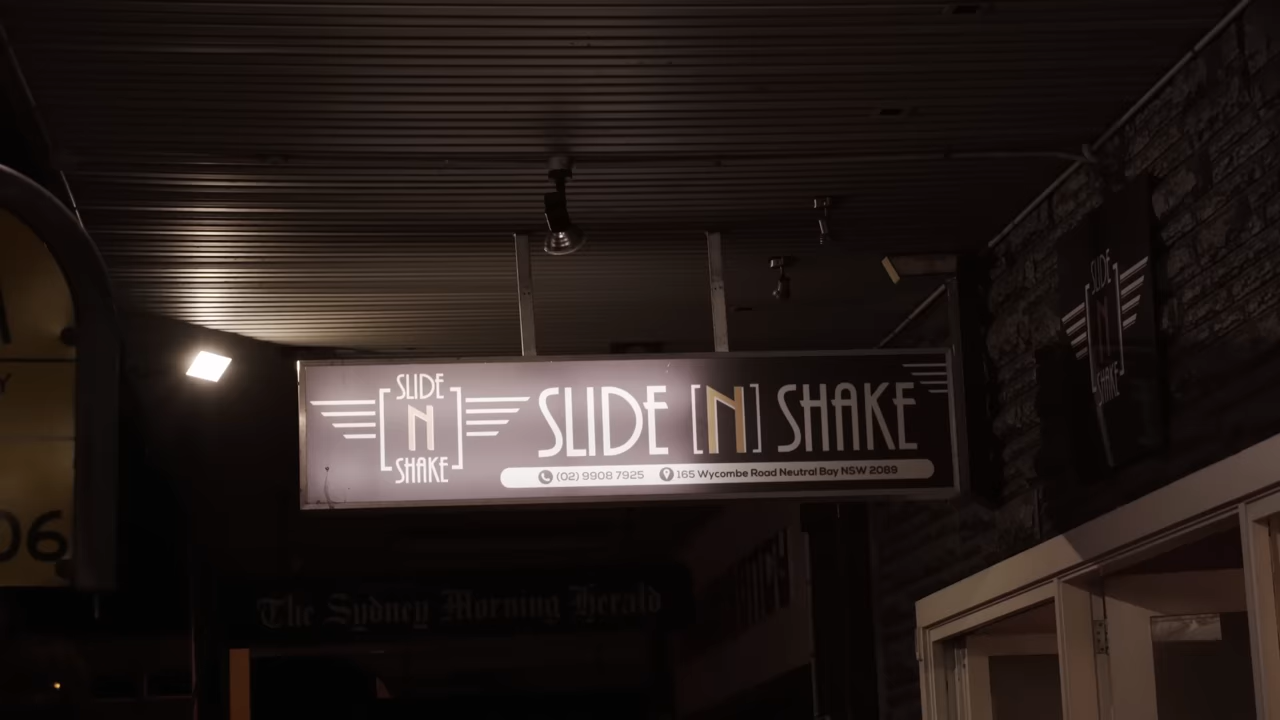 SLIDE
N
SHAKE
SLIDE [N] SHAKE
(02) 9908 7925 165 Wycombe Road Neutral Bay NSW 2089
SLIDE
N
SHAKE
The Sydney Morning Herald
Y
06